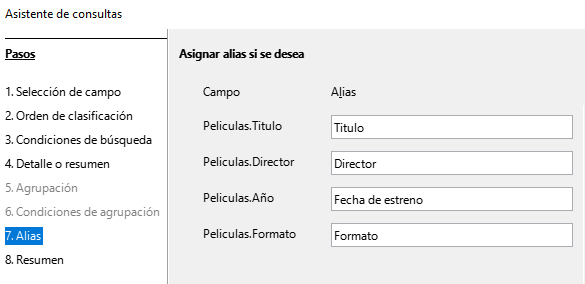 Asistente de consultas
Pasos
1. Selección de campo
2. Orden de clasificación
3. Condiciones de búsqueda
4. Detalle o resumen
5. Agrupación
6. Condiciones de agrupación
7. Alias
8. Resumen
Asignar alias si se desea
Campo Alias
Peliculas.Titulo Titulo
Peliculas.Director Director
Peliculas.Año Fecha de estreno
Peliculas.Formato Formato